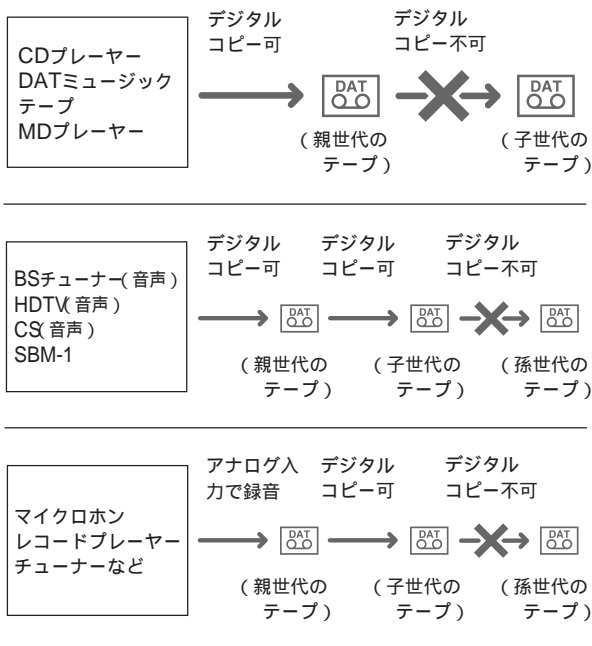 デジタル
コピー可
デジタル
コピー不可
CDプレーヤー
DATミュージック
テープ
MDプレーヤー
DAT
DAT
（親世代の
テープ）
（子世代の
テープ）
デジタル
コピー可
デジタル
コピー可
デジタル
コピー不可
BSチューナー（音声）
HDTV（音声）
CS（音声）
SBM-1
DAT
DAT
DAT
（親世代の
テープ）
（子世代の
テープ）
（孫世代の
テープ）
アナログ入
力で録音
デジタル
コピー可
デジタル
コピー不可
マイクロホン
レコードプレーヤー
チューナーなど
DAT
DAT
DAT
（親世代の
テープ）
（子世代の
テープ）
（孫世代の
テープ）